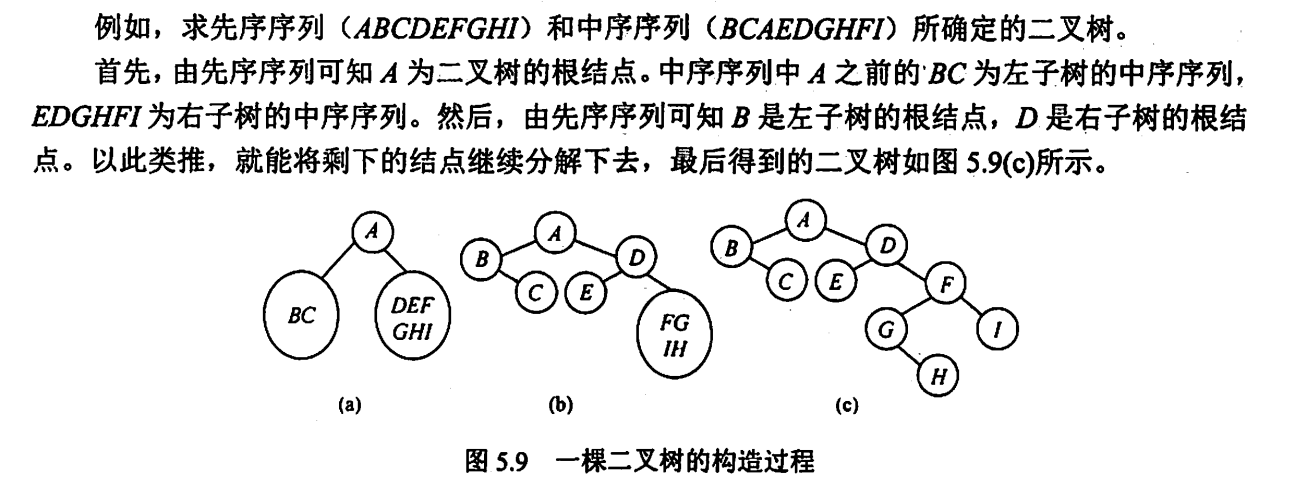 例如，求先序序列（ABCDEFGHI）和中序序列（BCAEDGHFI）所确定的二叉树。
首先，由先序序列可知 A 为二叉树的根结点。中序序列中 A 之前的 BC 为左子树的中序序列，
EDGHFI 为右子树的中序序列。然后，由先序序列可知 B 是左子树的根结点，D 是右子树的根结
点。以此类推，就能将剩下的结点继续分解下去，最后得到的二叉树如图 5.9(c)所示。
A
BC
DEF
GHI
(a)
A
B
D
C
E
FG
IH
(b)
A
B
D
C
E
F
G
I
H
(c)
图 5.9 一棵二叉树的构造过程